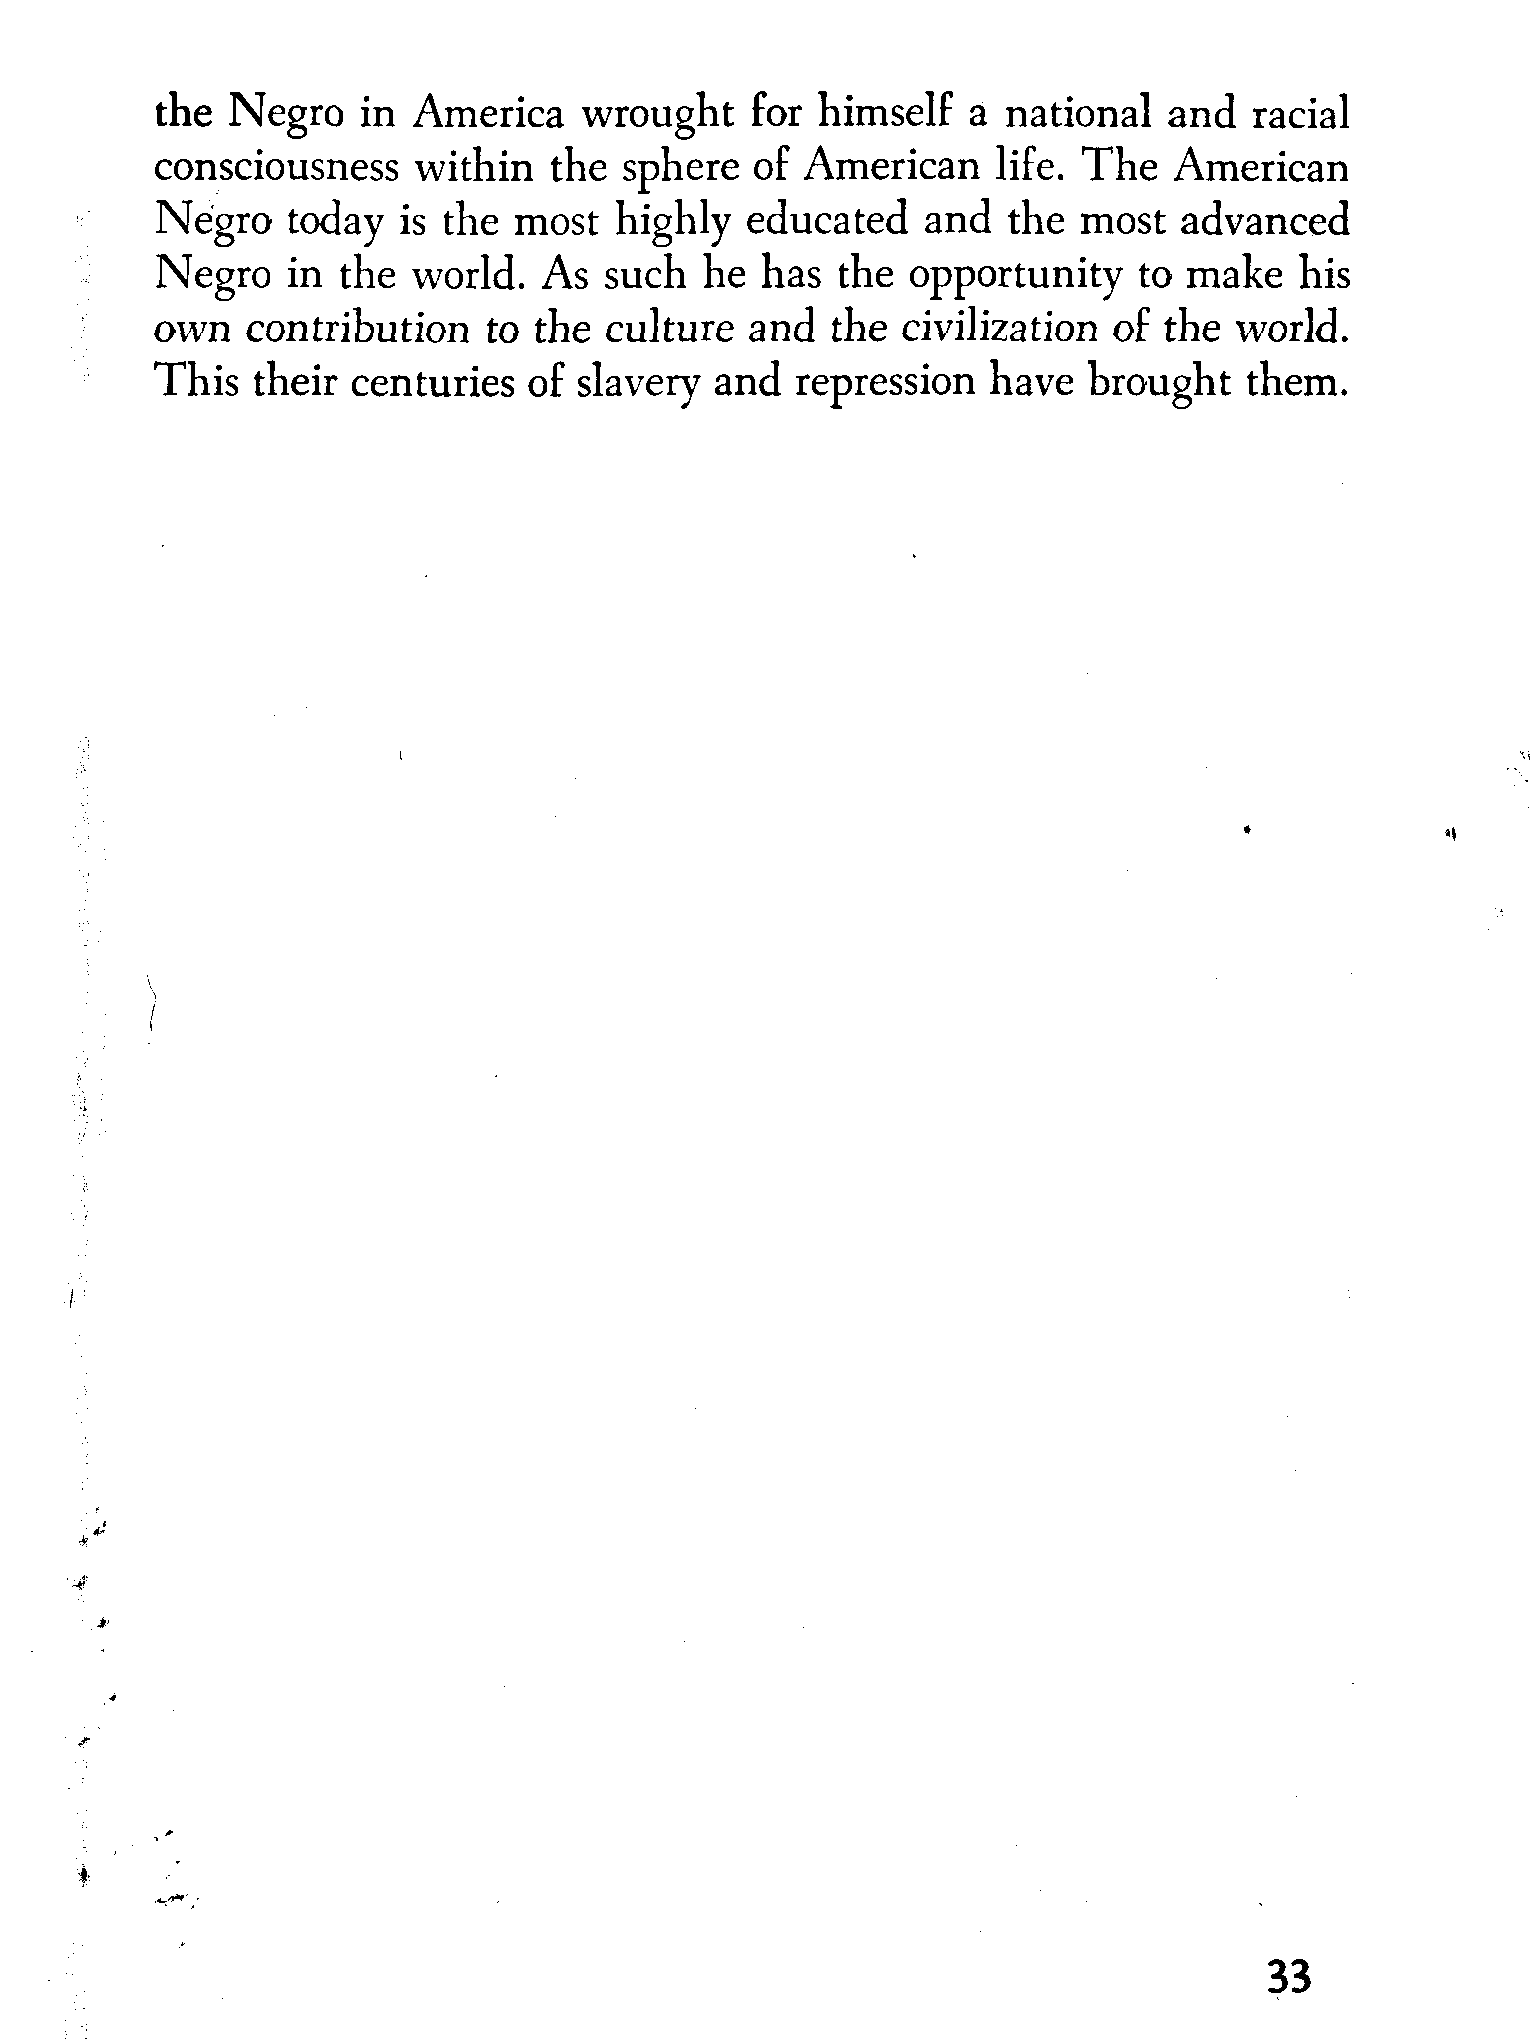 the Negro in America wrought for himself a national and racial
consciousness within the sphere of American life. The American
Negro today is the most highly educated and the most advanced
Negro in the world. As such he has the opportunity to make his
own contribution to the culture and the civilization of the world.
This their centuries of slavery and repression have brought them.
33